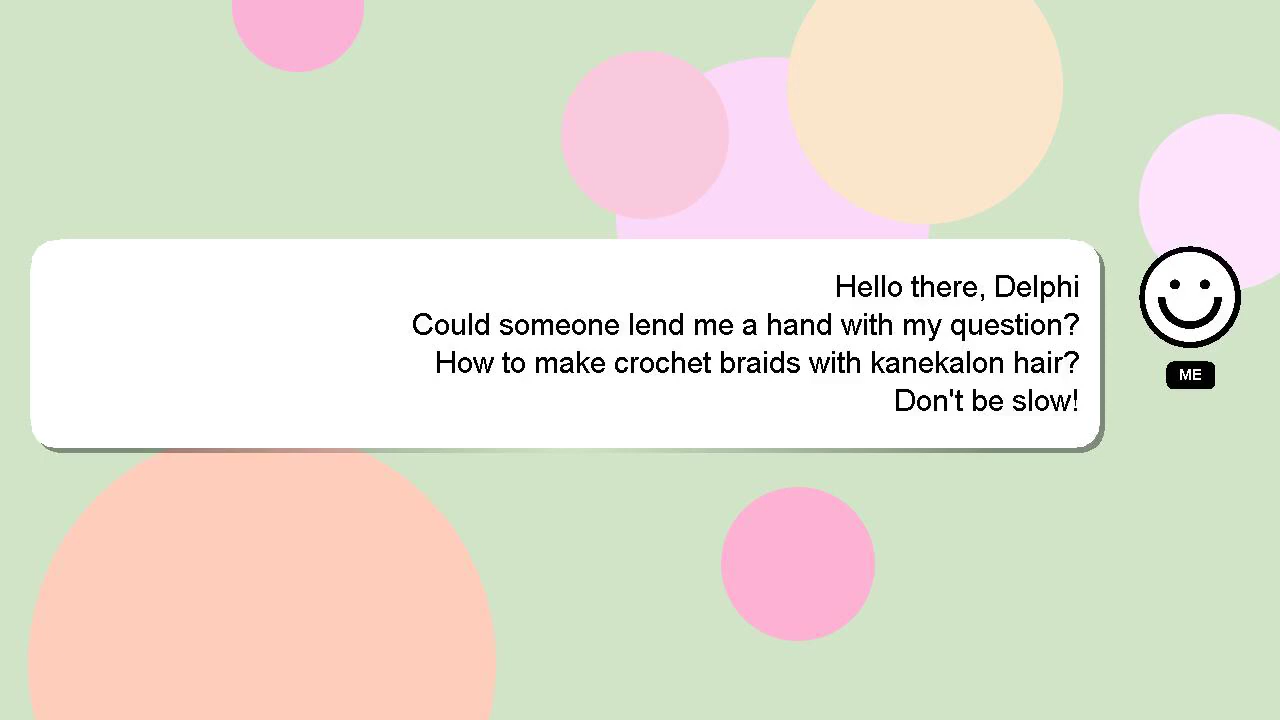 Hello there, Delphi
Could someone lend me a hand with my question?
How to make crochet braids with kanekalon hair?
Don't be slow!
ME